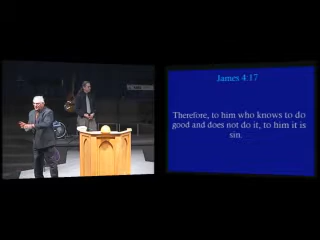 James 4:17
Therefore, to him who knows to do
good and does not do it, to him it is
sin.